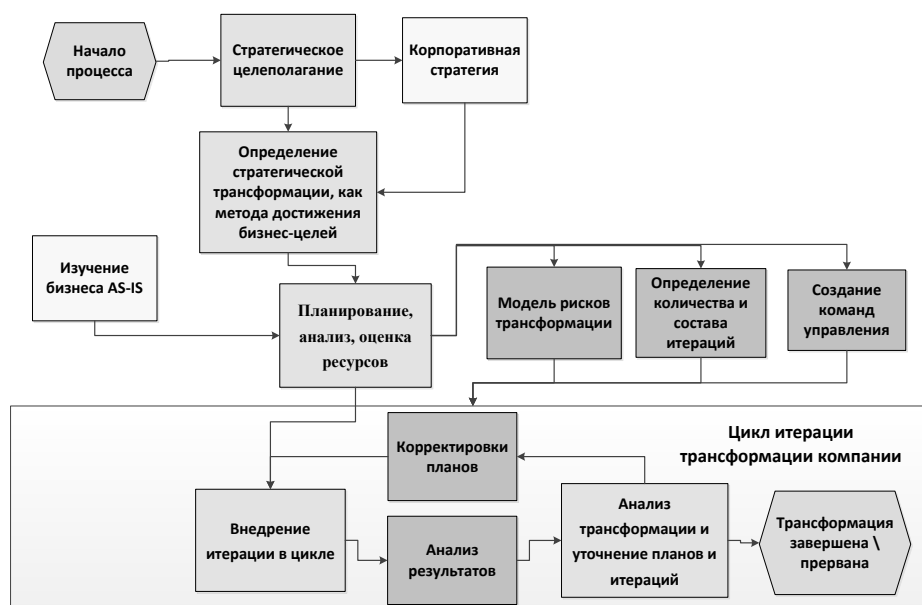 Начало
процесса
Стратегическое
целеполагание
Корпоративная
стратегия
Определение
стратегической
трансформации, как
метода достижения
бизнес-целей
Изучение
бизнеса AS-IS
Планирование,
анализ, оценка
ресурсов
Модель рисков
трансформации
Определение
количества и
состава итераций
Создание
команд
управления
Цикл итерации
трансформации компании
Корректировки
планов
Внедрение
итерации в цикле
Анализ
результатов
Анализ
трансформации и
уточнение планов и
итераций
Трансформация
завершена \
прервана